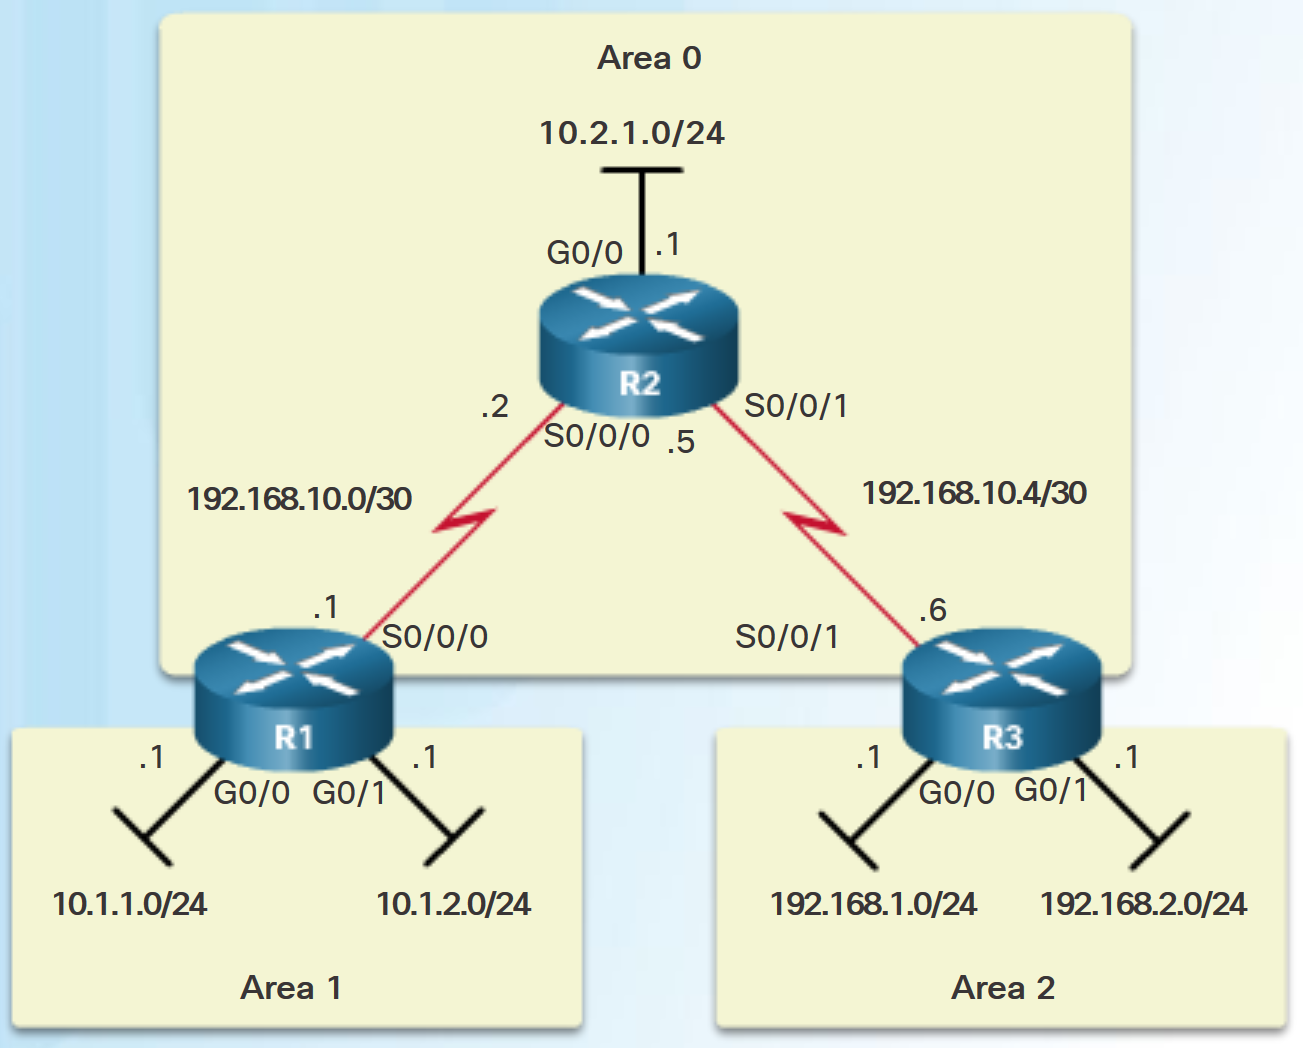 Area 0
10.2.1.0/24
G0/0 .1
R2
.2 S0/0/1
S0/0/0 .5
192.168.10.0/30 192.168.10.4/30
.1 .6
S0/0/0 S0/0/1
R1 R3
.1 .1 .1 .1
G0/0 G0/1 G0/0 G0/1
10.1.1.0/24 10.1.2.0/24 192.168.1.0/24 192.168.2.0/24
Area 1 Area 2